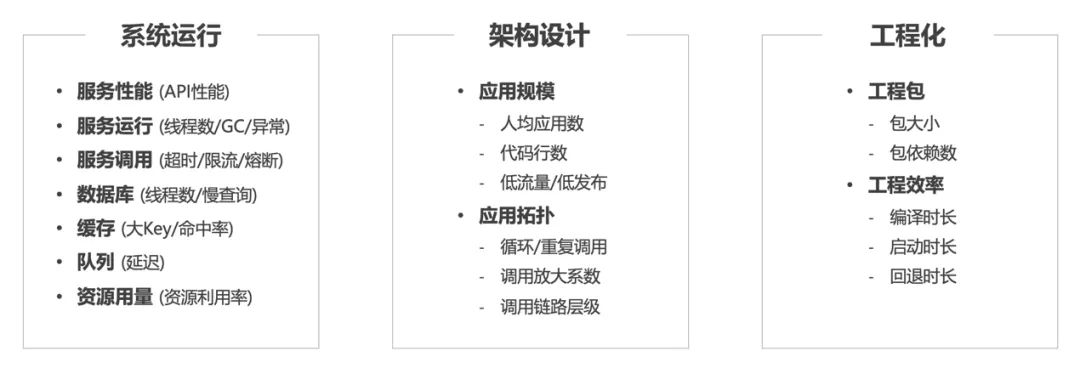 系统运行
• 服务性能 (API性能)
• 服务运行 (线程数/GC/异常)
• 服务调用 (超时/限流/熔断)
• 数据库 (线程数/慢查询)
• 缓存 (大Key/命中率)
• 队列 (延迟)
• 资源用量 (资源利用率)
架构设计
• 应用规模
- 人均应用数
- 代码行数
- 低流量/低发布
• 应用拓扑
- 循环/重复调用
- 调用放大系数
- 调用链路层级
工程化
• 工程包
- 包大小
- 包依赖数
• 工程效率
- 编译时长
- 启动时长
- 回退时长